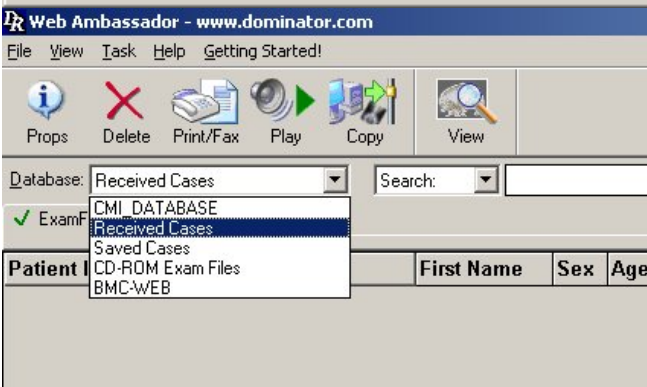 DR Web Ambassador - www.dominator.com
File View Task Help Getting Started!
Props Delete Print/Fax Play Copy View
Database: Received Cases Search:
CMI_DATABASE
ExamF Received Cases
Saved Cases
Patient CD-ROM Exam Files First Name Sex Age
BMC-WEB